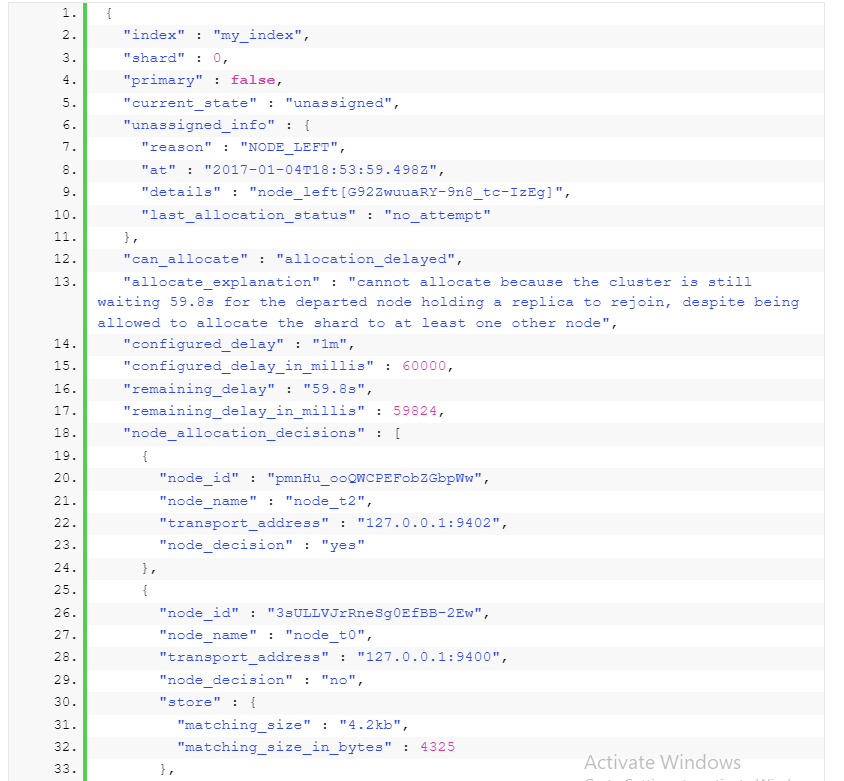 1. {
2. "index" : "my_index",
3. "shard" : 0,
4. "primary" : false,
5. "current_state" : "unassigned",
6. "unassigned_info" : {
7. "reason" : "NODE_LEFT",
8. "at" : "2017-01-04T18:53:59.498Z",
9. "details" : "node_left[G92ZwuuaRY-9n8_tc-IzEg]",
10. "last_allocation_status" : "no_attempt"
11. },
12. "can_allocate" : "allocation_delayed",
13. "allocate_explanation" : "cannot allocate because the cluster is still
waiting 59.8s for the departed node holding a replica to rejoin, despite being
allowed to allocate the shard to at least one other node",
14. "configured_delay" : "1m",
15. "configured_delay_in_millis" : 60000,
16. "remaining_delay" : "59.8s",
17. "remaining_delay_in_millis" : 59824,
18. "node_allocation_decisions" : [
19. {
20. "node_id" : "pmnHu_ooQWCPEFobZGbpWw",
21. "node_name" : "node_t2",
22. "transport_address" : "127.0.0.1:9402",
23. "node_decision" : "yes"
24. },
25. {
26. "node_id" : "3sULLVJrRneSg0EfBB-2Ew",
27. "node_name" : "node_t0",
28. "transport_address" : "127.0.0.1:9400",
29. "node_decision" : "no",
30. "store" : {
31. "matching_size" : "4.2kb",
32. "matching_size_in_bytes" : 4325
33. },
Activate Windows